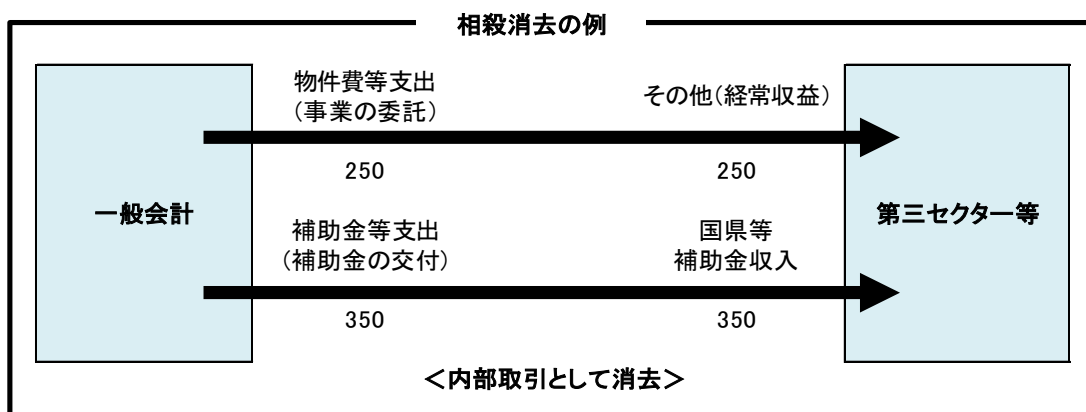 相殺消去の例
物件費等支出
(事業の委託)
その他(経常収益)
250
250
一般会計
第三セクター等
補助金等支出
(補助金の交付)
国県等
補助金収入
350
350
＜内部取引として消去＞